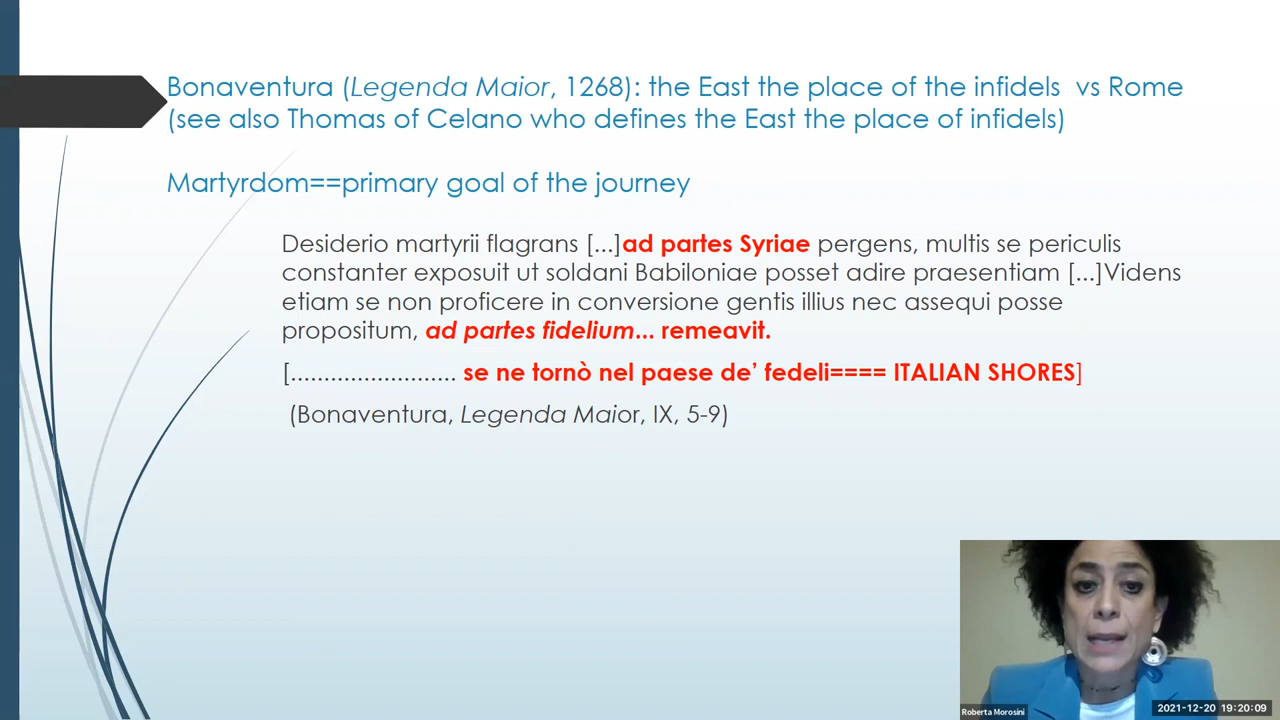 Bonaventura (Legenda Maior, 1268): the East the place of the infidels vs Rome
(see also Thomas of Celano who defines the East the place of infidels)
Martyrdom==primary goal of the journey
Desiderio martyrii flagrans [...]ad partes Syriae pergens, multis se periculis
constanter exposuit ut soldani Babiloniae posset adire praesentiam [...]Videns
etiam se non proficere in conversione gentis illius nec assequi posse
propositum, ad partes fidelium... remeavit.
[......................... se ne tornò nel paese de’ fedeli==== ITALIAN SHORES]
(Bonaventura, Legenda Maior, IX, 5-9)
Roberta Morosini
2021-12-20 19:20:09